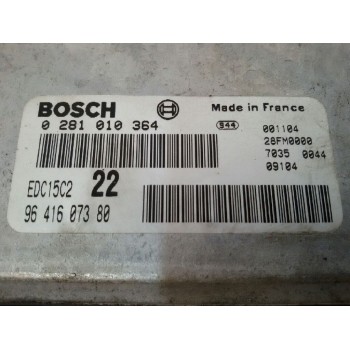 BOSCH
Made in France
0 281 010 364
S44
001104
28FM0000
7035 0044
09104
EDC15C2 22
96 416 073 80